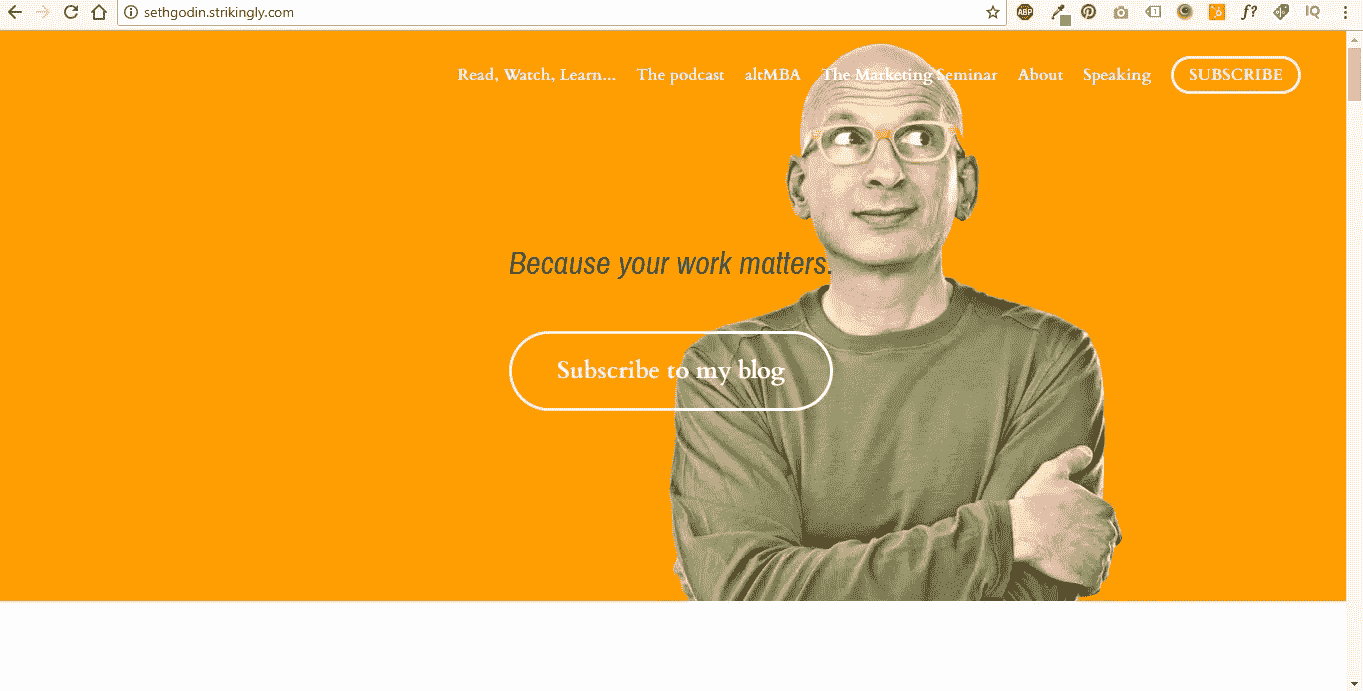 sethgodin.strikingly.com
ABP
1
f?
IQ
Read, Watch, Learn... The podcast altMBA The Marketing Seminar About Speaking SUBSCRIBE
Because your work matters.
Subscribe to my blog